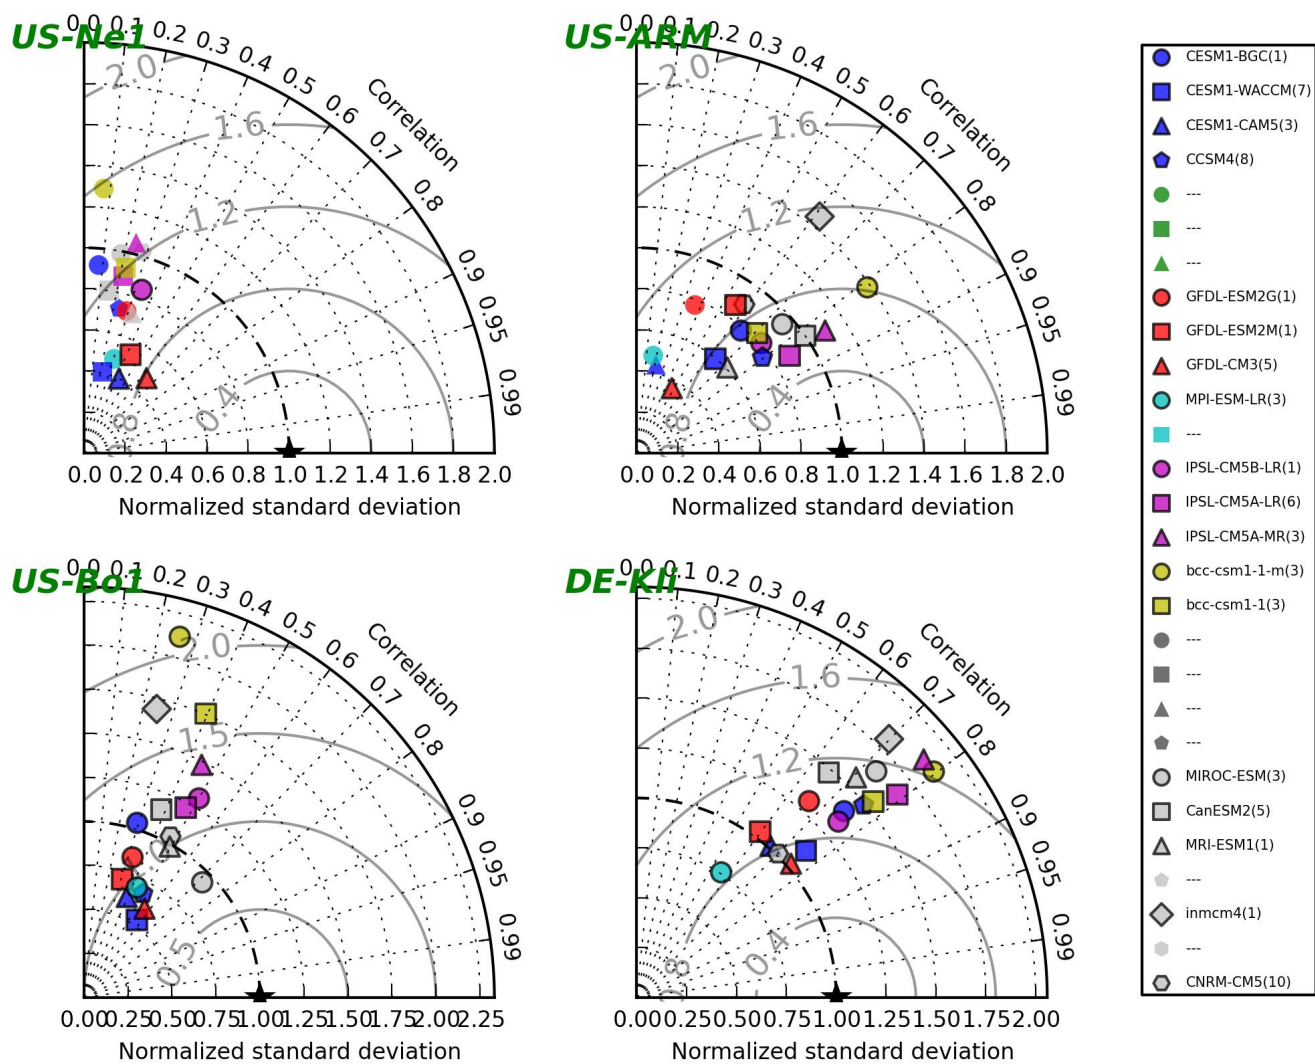 US-Ne1
0.0 0.1 0.2 0.3 0.4 0.5 0.6 0.7 0.8 0.9 0.95 0.99
Correlation
2.0
1.6
1.2
0.8
0.4
0.0 0.2 0.4 0.6 0.8 1.0 1.2 1.4 1.6 1.8 2.0
Normalized standard deviation
US-ARM
0.0 0.1 0.2 0.3 0.4 0.5 0.6 0.7 0.8 0.9 0.95 0.99
Correlation
2.0
1.6
1.2
0.8
0.4
0.0 0.2 0.4 0.6 0.8 1.0 1.2 1.4 1.6 1.8 2.0
Normalized standard deviation
US-Bo1
0.0 0.1 0.2 0.3 0.4 0.5 0.6 0.7 0.8 0.9 0.95 0.99
Correlation
2.0
1.5
0.5
0.00 0.25 0.50 0.75 1.00 1.25 1.50 1.75 2.00 2.25
Normalized standard deviation
DE-Kli
0.0 0.1 0.2 0.3 0.4 0.5 0.6 0.7 0.8 0.9 0.95 0.99
Correlation
2.0
1.6
1.2
0.4
0.00 0.25 0.50 0.75 1.00 1.25 1.50 1.75 2.00
Normalized standard deviation
CESM1-BGC(1)
CESM1-WACCM(7)
CESM1-CAM5(3)
CCSM4(8)
---
---
---
GFDL-ESM2G(1)
GFDL-ESM2M(1)
GFDL-CM3(5)
MPI-ESM-LR(3)
---
IPSL-CM5B-LR(1)
IPSL-CM5A-LR(6)
IPSL-CM5A-MR(3)
bcc-csm1-1-m(3)
bcc-csm1-1(3)
---
---
---
---
MIROC-ESM(3)
CanESM2(5)
MRI-ESM1(1)
---
inmcm4(1)
---
CNRM-CM5(10)